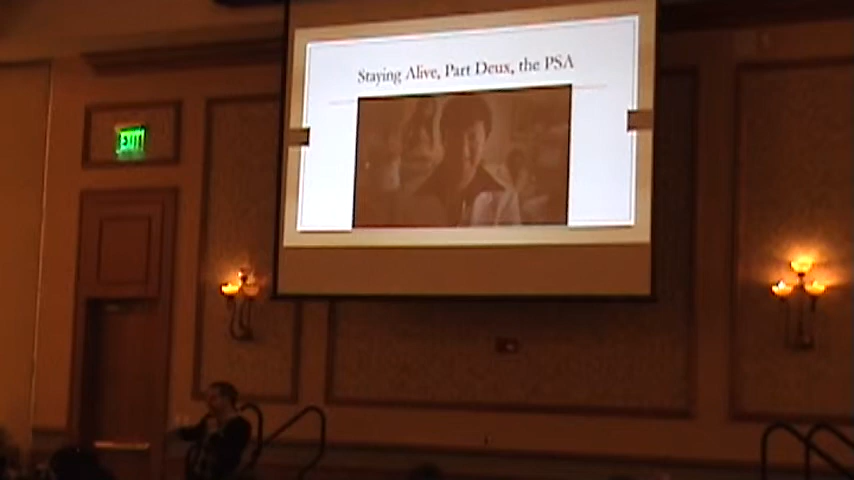 Staying Alive, Part Deux, the PSA
EXIT